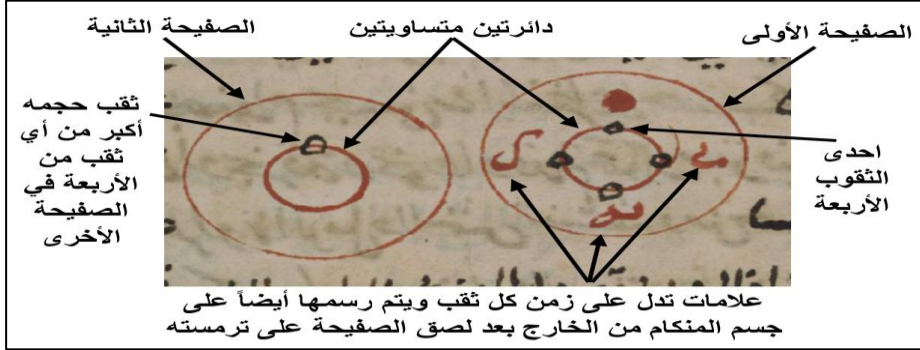 الصفيحة الأولى
دائرتين متساويتين
الصفيحة الثانية
احدى
الثقوب
الأربعة
ثقب حجمه
أكبر من أي
ثقب من
الأربعة في
الصفيحة
الأخرى
علامات تدل على زمن كل ثقب ويتم رسمها أيضاً على
جسم المنكام من الخارج بعد لصق الصفيحة على ترمسته